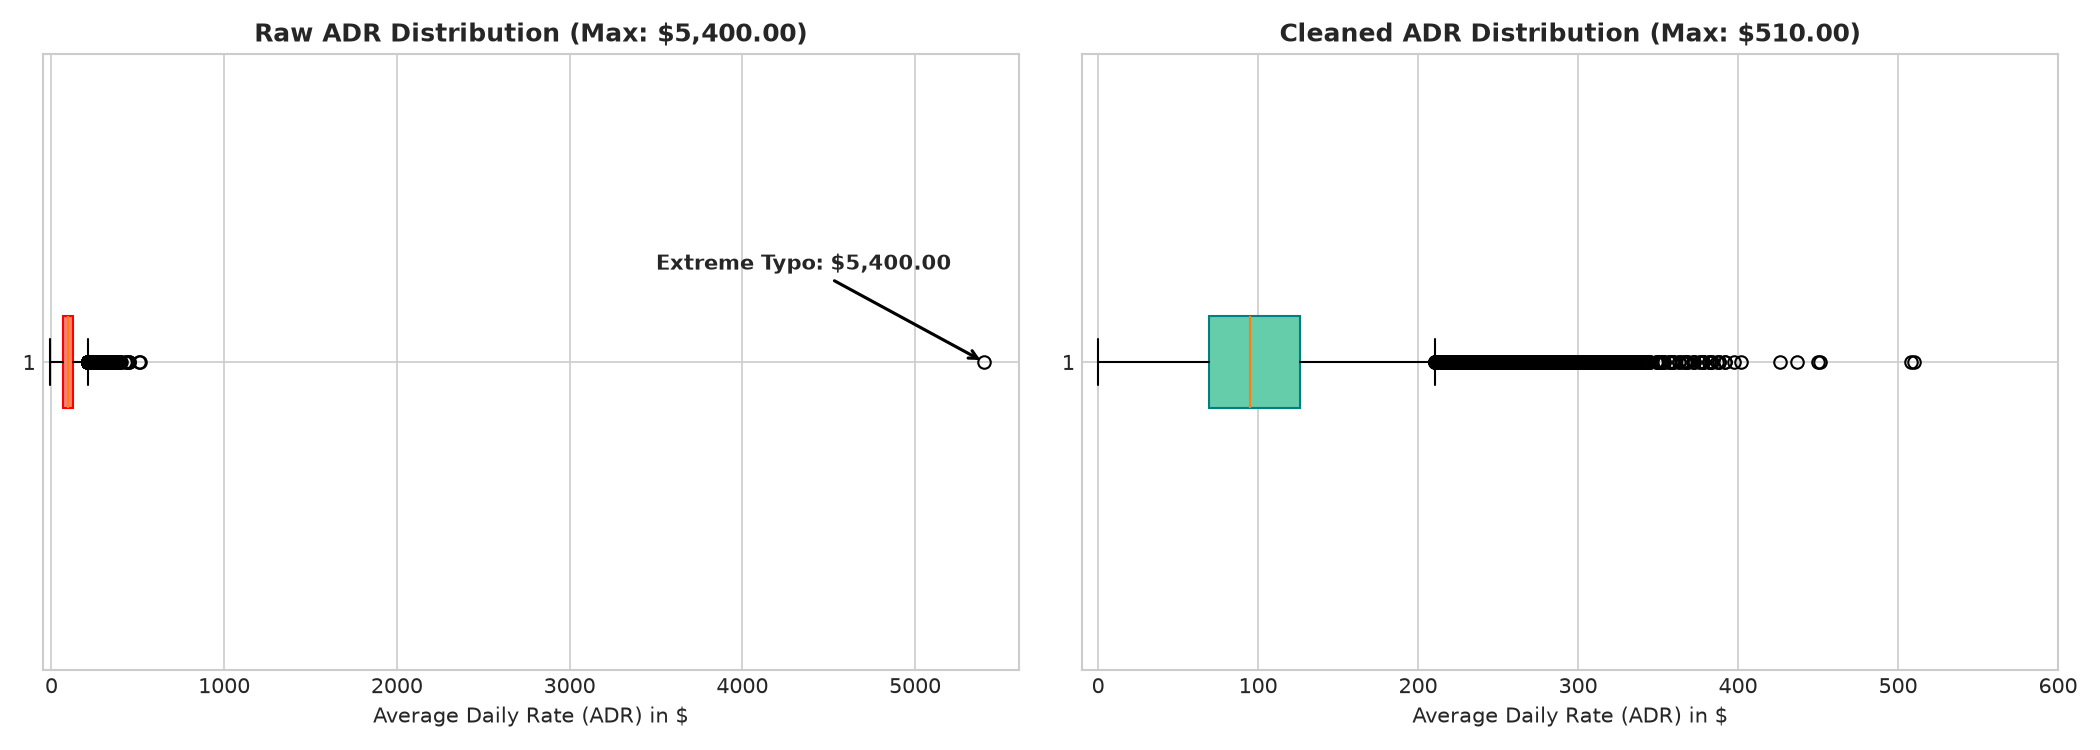 Raw ADR Distribution (Max: $5,400.00)
Extreme Typo: $5,400.00
1
0 1000 2000 3000 4000 5000
Average Daily Rate (ADR) in $
Cleaned ADR Distribution (Max: $510.00)
1
0 100 200 300 400 500 600
Average Daily Rate (ADR) in $